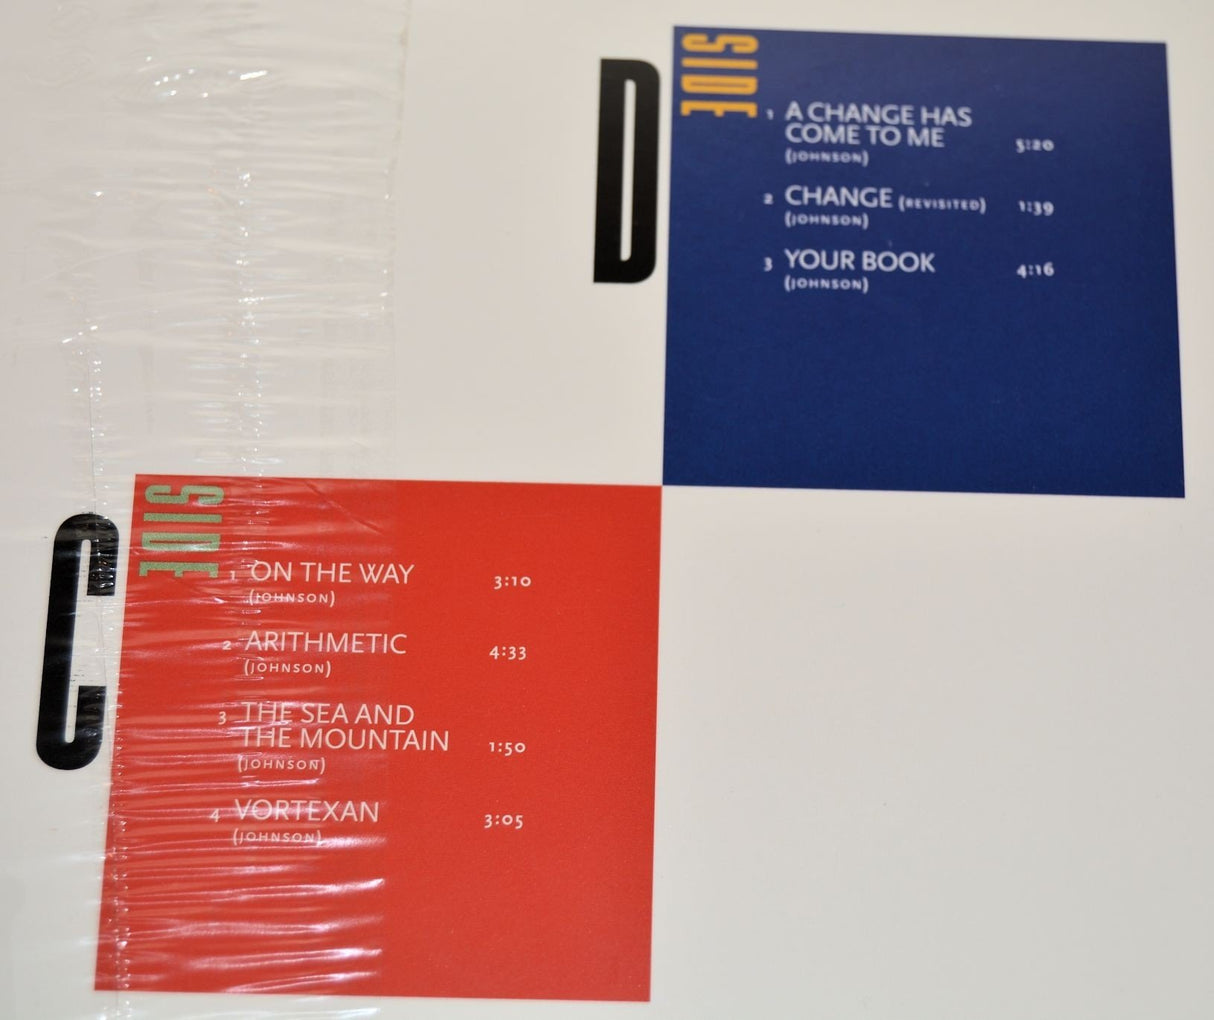 D
SIDE
1 A CHANGE HAS
COME TO ME 5:20
(JOHNSON)
2 CHANGE (REVISITED) 1:39
(JOHNSON)
3 YOUR BOOK 4:16
(JOHNSON)
C
SIDE
1 ON THE WAY 3:10
(JOHNSON)
2 ARITHMETIC 4:33
(JOHNSON)
3 THE SEA AND
THE MOUNTAIN 1:50
(JOHNSON)
4 VORTEXAN 3:05
(JOHNSON)